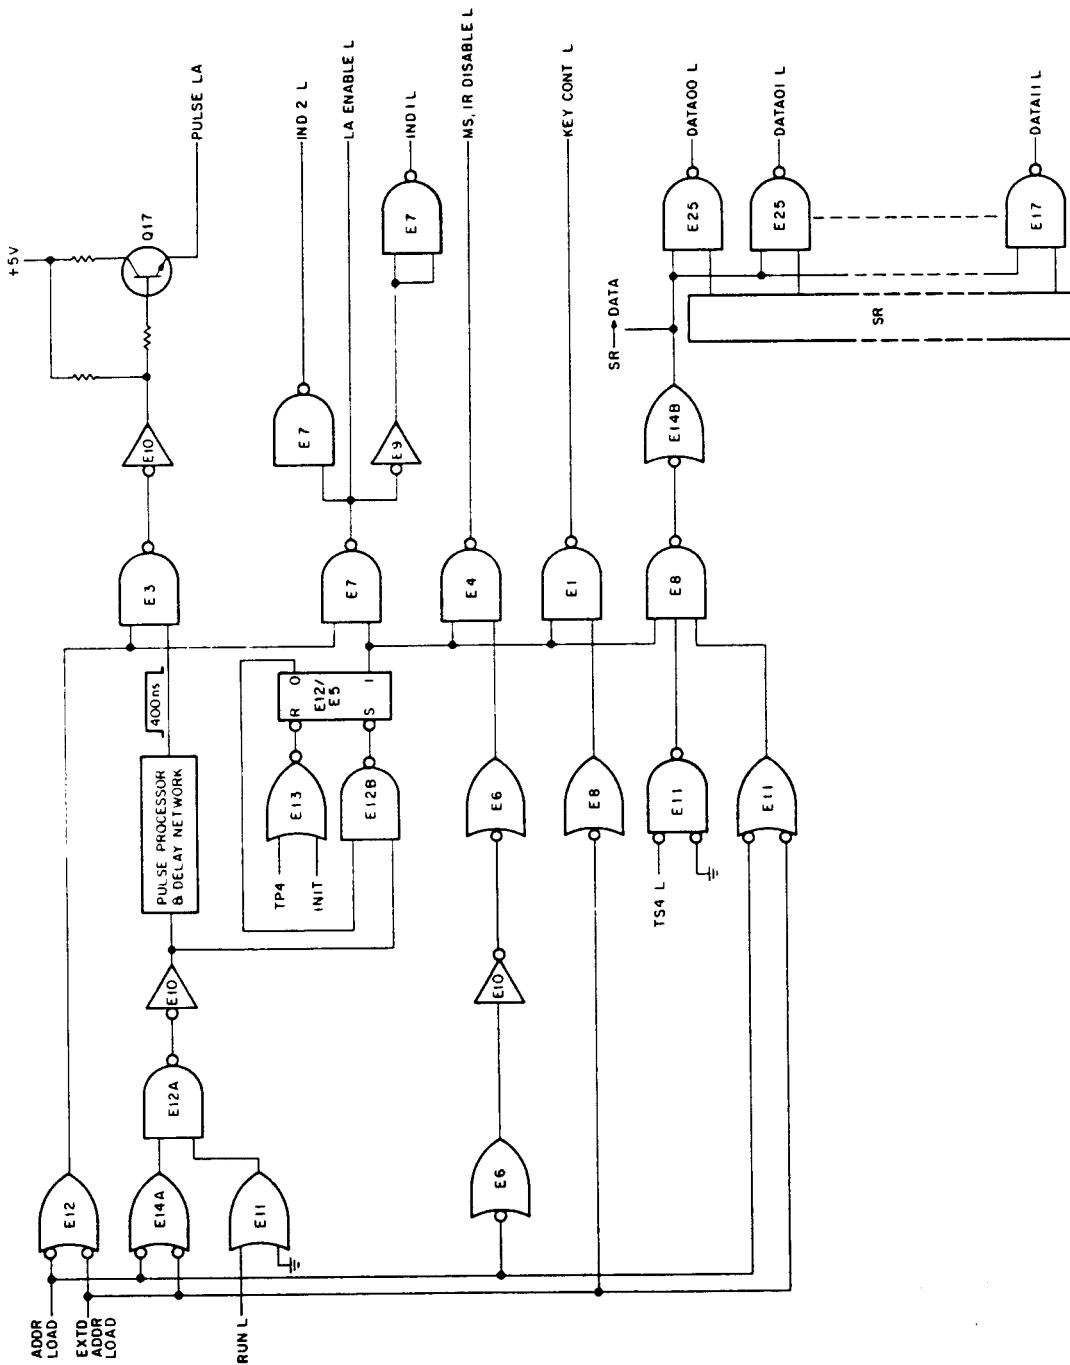 +5V
Q17
PULSE LA
E10
E3
400ns
PULSE PROCESSOR
& DELAY NETWORK
E10
E12A
E12
E14A
E11
ADDR
LOAD
EXTD
ADDR
LOAD
RUN L
IND 2 L
LA ENABLE L
IND 1 L
E7
E7
E9
E7
0
R
E12/
E5
1
S
E13
E12B
TP4
INIT
MS, IR DISABLE L
E4
E6
E10
E6
KEY CONT L
E1
E8
DATA00 L
DATA01 L
DATA11 L
E25
E25
E17
SR→DATA
SR
E14B
E8
E11
TS4 L
E11